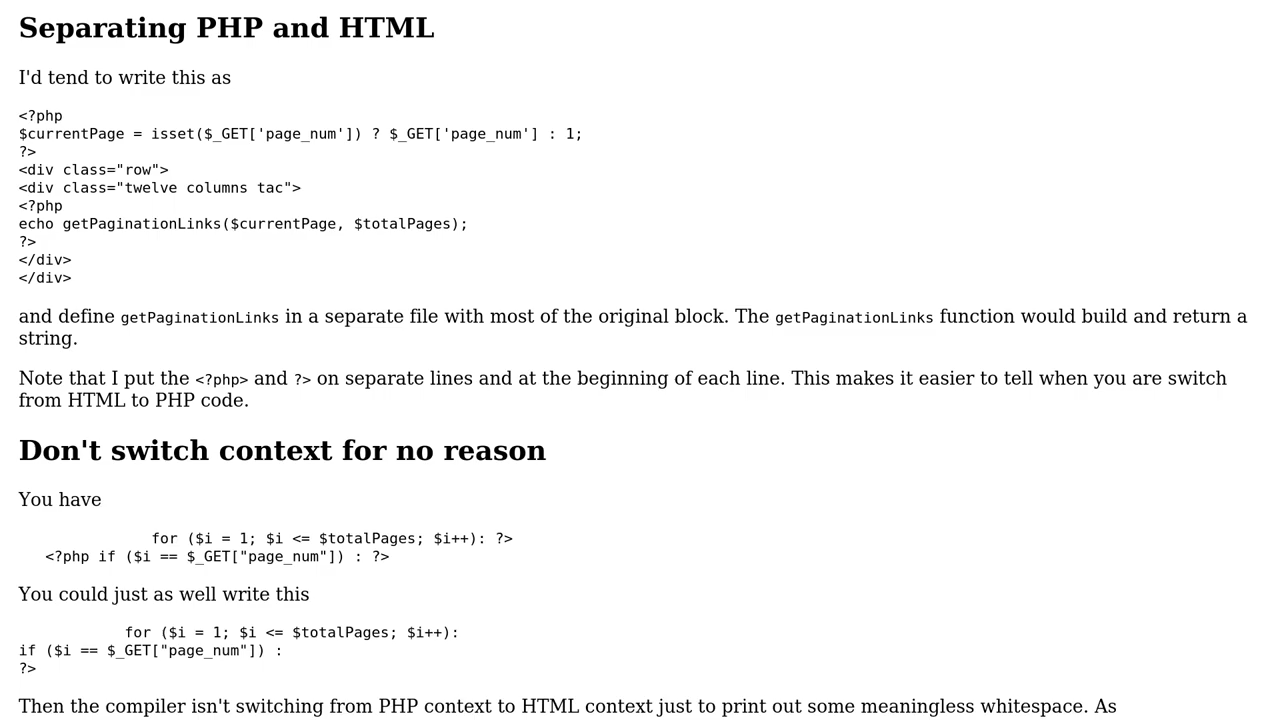 Separating PHP and HTML
I'd tend to write this as
<?php
$currentPage = isset($_GET['page_num']) ? $_GET['page_num'] : 1;
?>
<div class="row">
<div class="twelve columns tac">
<?php
echo getPaginationLinks($currentPage, $totalPages);
?>
</div>
</div>
and define getPaginationLinks in a separate file with most of the original block. The getPaginationLinks function would build and return a
string.
Note that I put the <?php> and ?> on separate lines and at the beginning of each line. This makes it easier to tell when you are switch
from HTML to PHP code.
Don't switch context for no reason
You have
for ($i = 1; $i <= $totalPages; $i++): ?>
<?php if ($i == $_GET["page_num"]) : ?>
You could just as well write this
for ($i = 1; $i <= $totalPages; $i++):
if ($i == $_GET["page_num"]) :
?>
Then the compiler isn't switching from PHP context to HTML context just to print out some meaningless whitespace. As